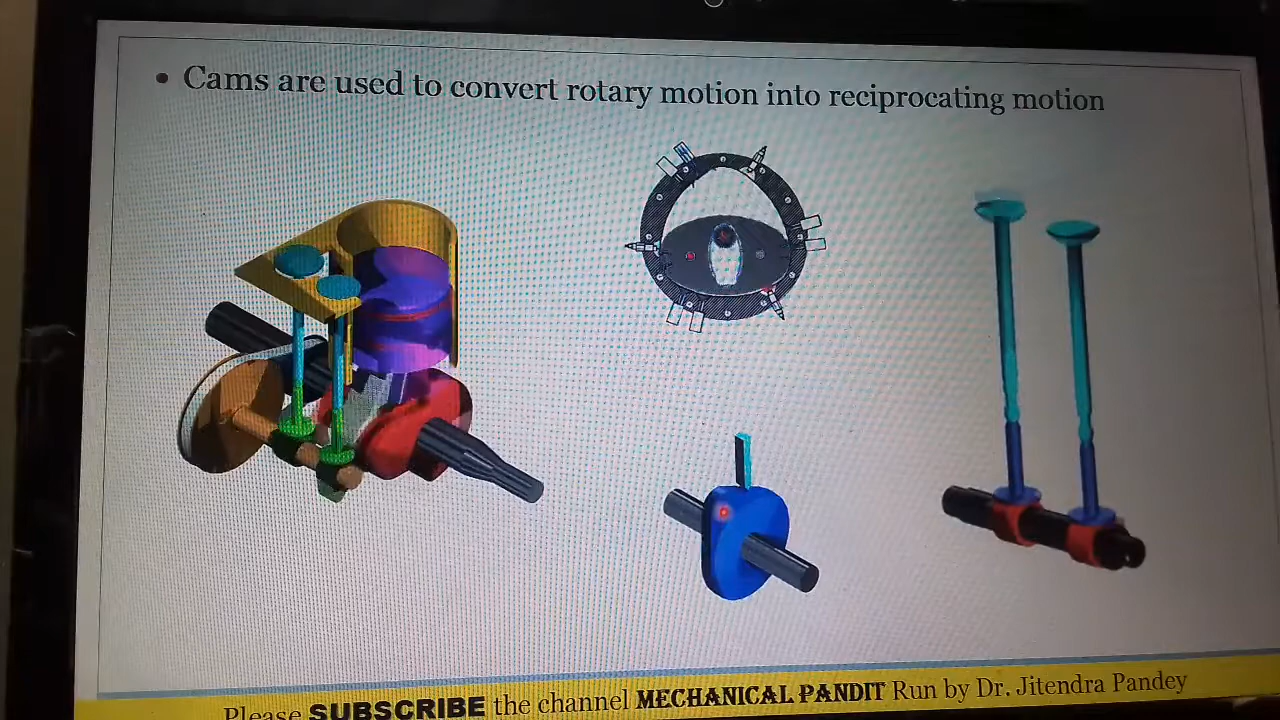 • Cams are used to convert rotary motion into reciprocating motion
Please SUBSCRIBE the channel MECHANICAL PANDIT Run by Dr. Jitendra Pandey